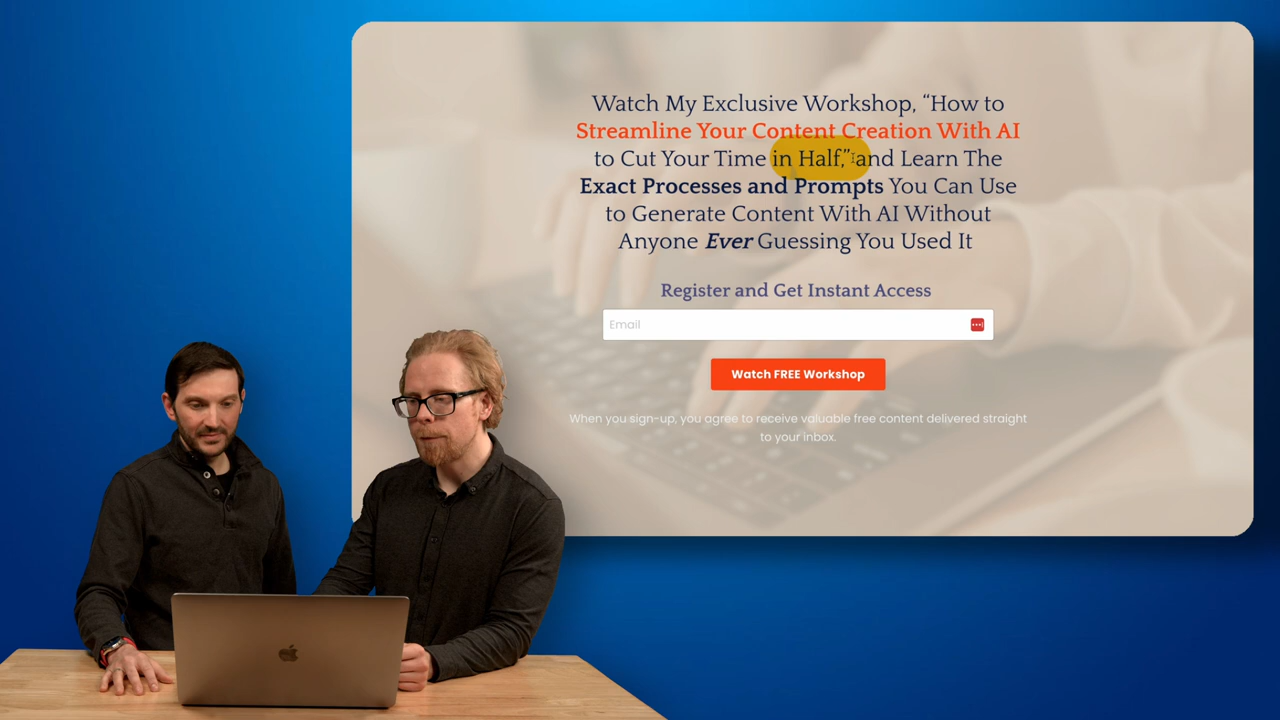 Watch My Exclusive Workshop, “How to
Streamline Your Content Creation With AI
to Cut Your Time in Half,” and Learn The
Exact Processes and Prompts You Can Use
to Generate Content With AI Without
Anyone Ever Guessing You Used It
Register and Get Instant Access
Email
Watch FREE Workshop
When you sign-up, you agree to receive valuable free content delivered straight
to your inbox.